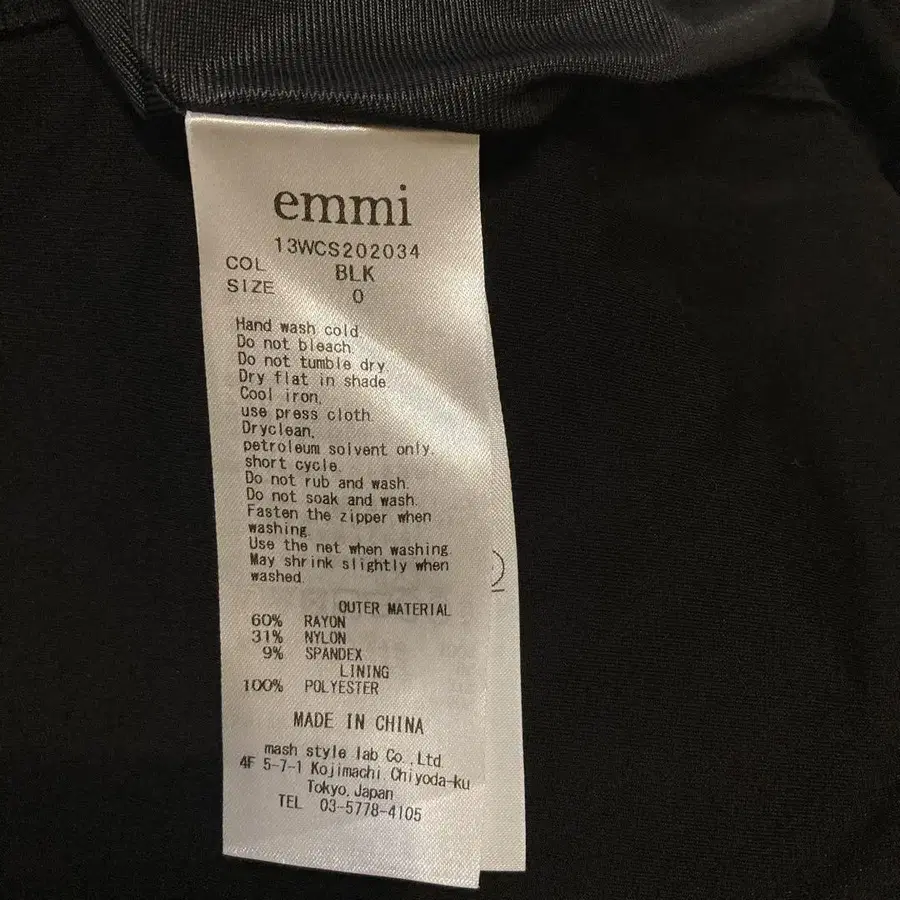 emmi
13WCS202034
COL BLK
SIZE 0
Hand wash cold.
Do not bleach.
Do not tumble dry.
Dry flat in shade.
Cool iron,
use press cloth.
Dryclean,
petroleum solvent only.
short cycle.
Do not rub and wash.
Do not soak and wash.
Fasten the zipper when
washing.
Use the net when washing.
May shrink slightly when
washed.
OUTER MATERIAL
60% RAYON
31% NYLON
9% SPANDEX
LINING
100% POLYESTER
MADE IN CHINA
mash style lab Co.,Ltd
4F 5-7-1 Kojimachi Chiyoda-ku
Tokyo,Japan
TEL 03-5778-4105